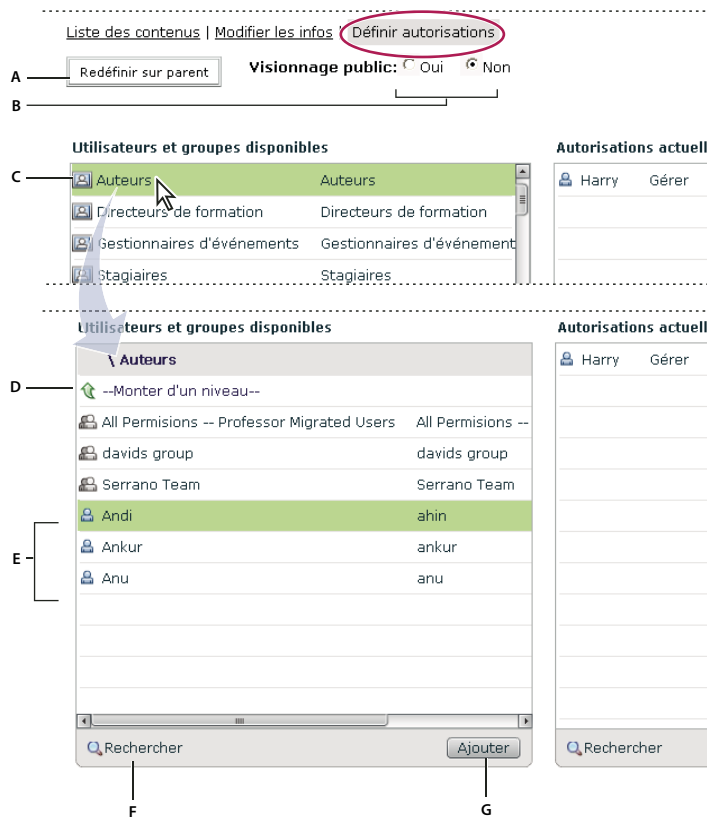 Liste des contenus | Modifier les infos | Définir autorisations
A
Redéfinir sur parent
Visionnage public: Oui Non
B
Utilisateurs et groupes disponibles
Autorisations actuell
C
Auteurs Auteurs
Harry Gérer
Directeurs de formation Directeurs de formation
Gestionnaires d'événements Gestionnaires d'événement
Stagiaires Stagiaires
Utilisateurs et groupes disponibles
Autorisations actuell
\ Auteurs
Harry Gérer
D
--Monter d'un niveau--
All Permisions -- Professor Migrated Users All Permisions --
davids group davids group
Serrano Team Serrano Team
Andi ahin
E
Ankur ankur
Anu anu
Rechercher
Ajouter
Rechercher
F
G